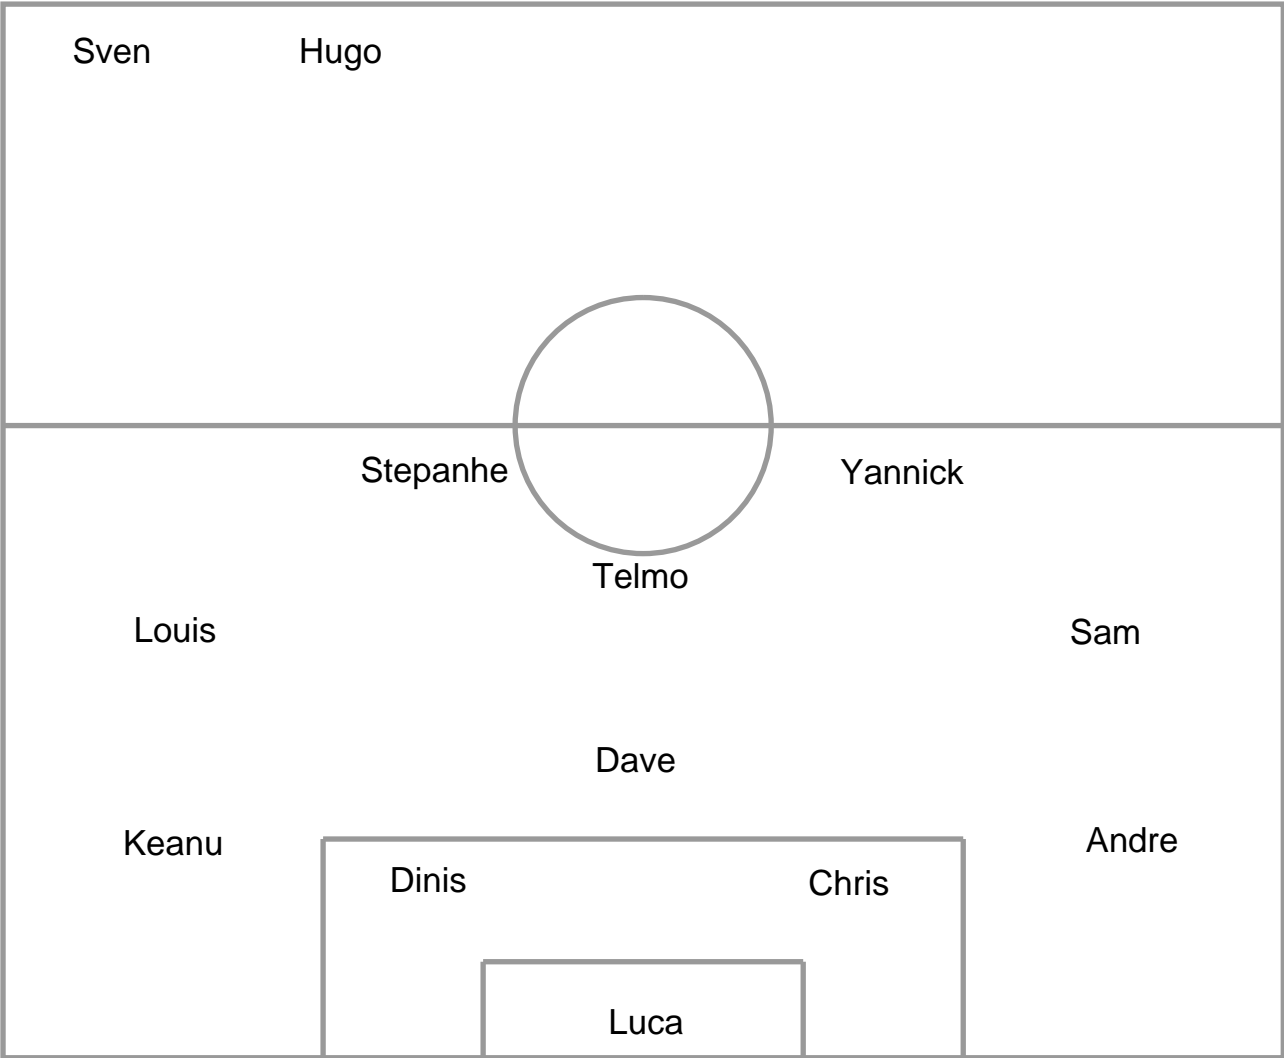 Sven Hugo
Stepanhe Yannick
Telmo
Louis Sam
Dave
Keanu Andre
Dinis Chris
Luca